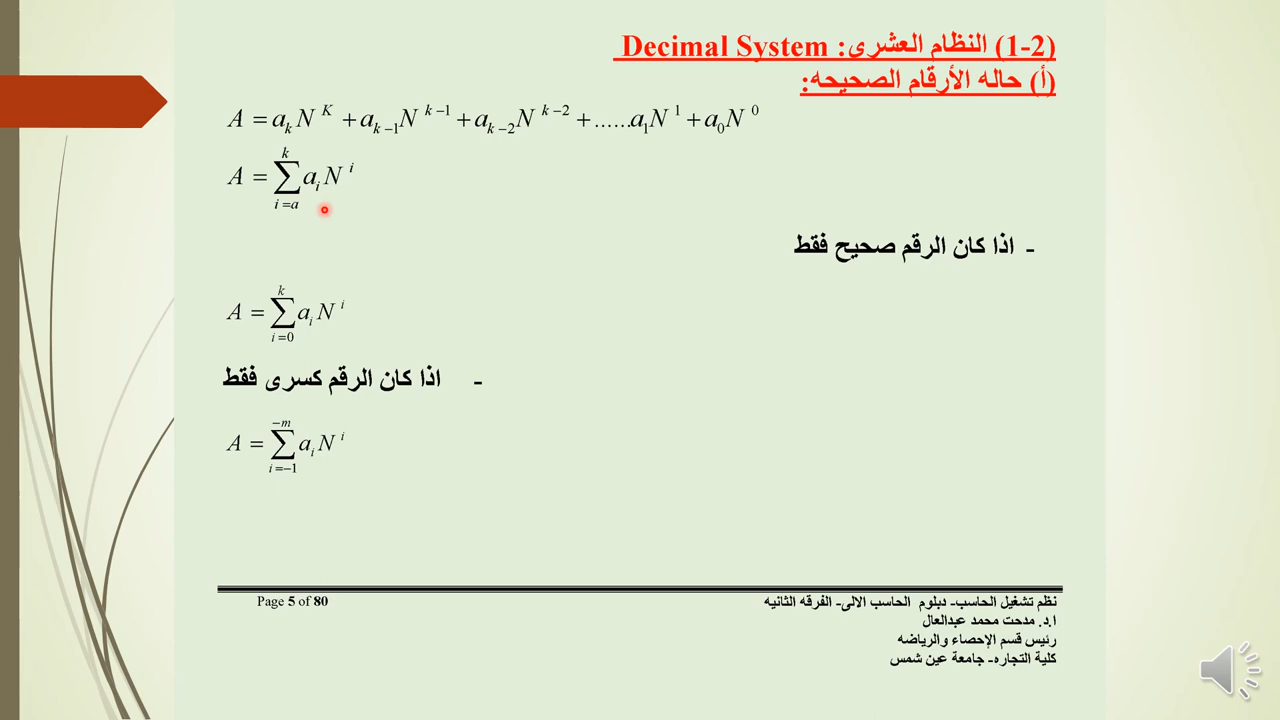 (1-2) النظام العشرى: Decimal System
(أ) حاله الأرقام الصحيحه:
A = a_k N^K + a_{k-1} N^{k-1} + a_{k-2} N^{k-2} + ...... a_1 N^1 + a_0 N^0
A = \sum_{i=a}^{k} a_i N^i
- اذا كان الرقم صحيح فقط
A = \sum_{i=0}^{k} a_i N^i
- اذا كان الرقم كسرى فقط
A = \sum_{i=-1}^{-m} a_i N^i
Page 5 of 80
نظم تشغيل الحاسب- دبلوم الحاسب الالى- الفرقه الثانيه
ا.د. مدحت محمد عبدالعال
رئيس قسم الإحصاء والرياضه
كلية التجاره- جامعة عين شمس